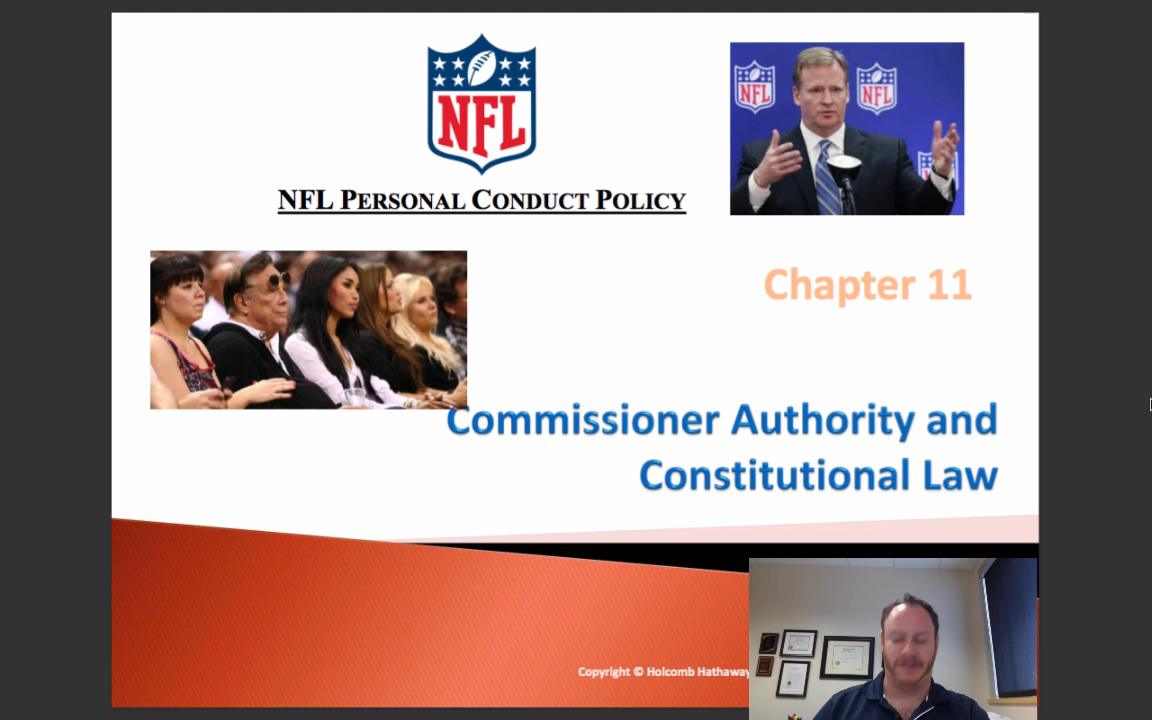 NFL
NFL PERSONAL CONDUCT POLICY
NFL
NFL
Chapter 11
Commissioner Authority and
Constitutional Law
Copyright © Holcomb Hathaway